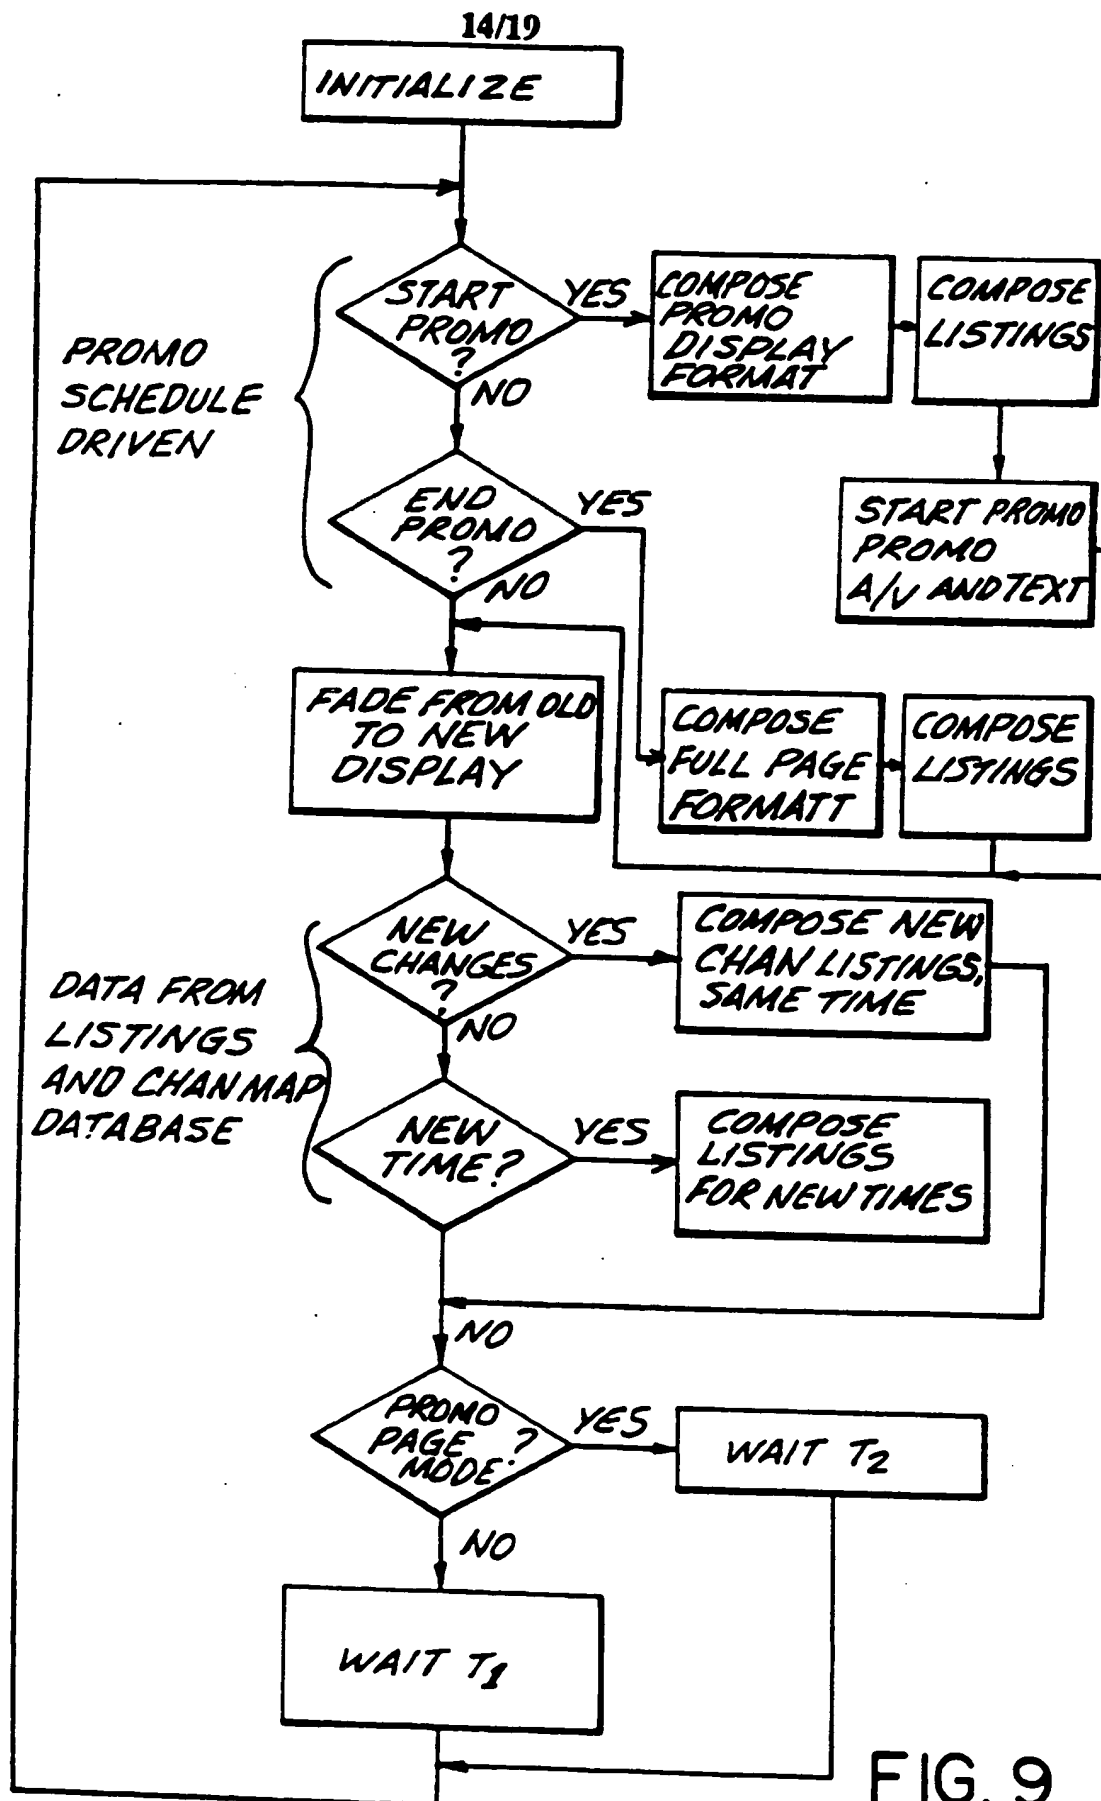 14/19
INITIALIZE
START
PROMO
?
YES
COMPOSE
PROMO
DISPLAY
FORMAT
COMPOSE
LISTINGS
PROMO
SCHEDULE
DRIVEN
NO
END
PROMO
?
YES
START PROMO
PROMO
A/V AND TEXT
NO
FADE FROM OLD
TO NEW
DISPLAY
COMPOSE
FULL PAGE
FORMATT
COMPOSE
LISTINGS
NEW
CHANGES
?
YES
COMPOSE NEW
CHAN LISTINGS,
SAME TIME
DATA FROM
LISTINGS
AND CHAN MAP
DATABASE
NO
NEW
TIME?
YES
COMPOSE
LISTINGS
FOR NEW TIMES
NO
PROMO
PAGE ?
MODE
YES
WAIT T2
NO
WAIT T1
FIG. 9